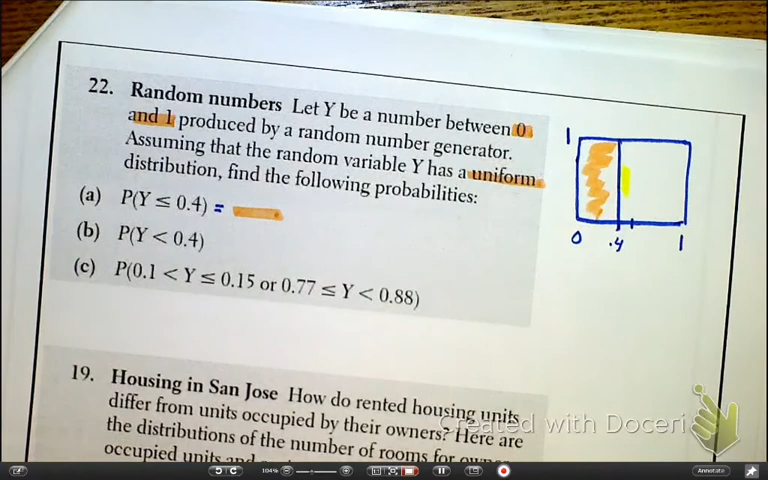 22. Random numbers Let Y be a number between 0
and 1 produced by a random number generator.
Assuming that the random variable Y has a uniform
distribution, find the following probabilities:
(a) P(Y ≤ 0.4) =
(b) P(Y < 0.4)
(c) P(0.1 < Y ≤ 0.15 or 0.77 ≤ Y < 0.88)
1
0 .4 1
19. Housing in San Jose How do rented housing units
differ from units occupied by their owners? Here are
the distributions of the number of rooms for
occupied units and
Created with Doceri
104%
Annotate